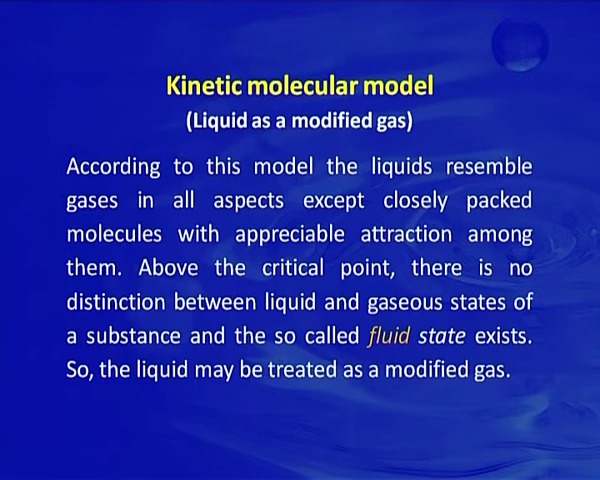 Kinetic molecular model
(Liquid as a modified gas)
According to this model the liquids resemble
gases in all aspects except closely packed
molecules with appreciable attraction among
them. Above the critical point, there is no
distinction between liquid and gaseous states of
a substance and the so called fluid state exists.
So, the liquid may be treated as a modified gas.